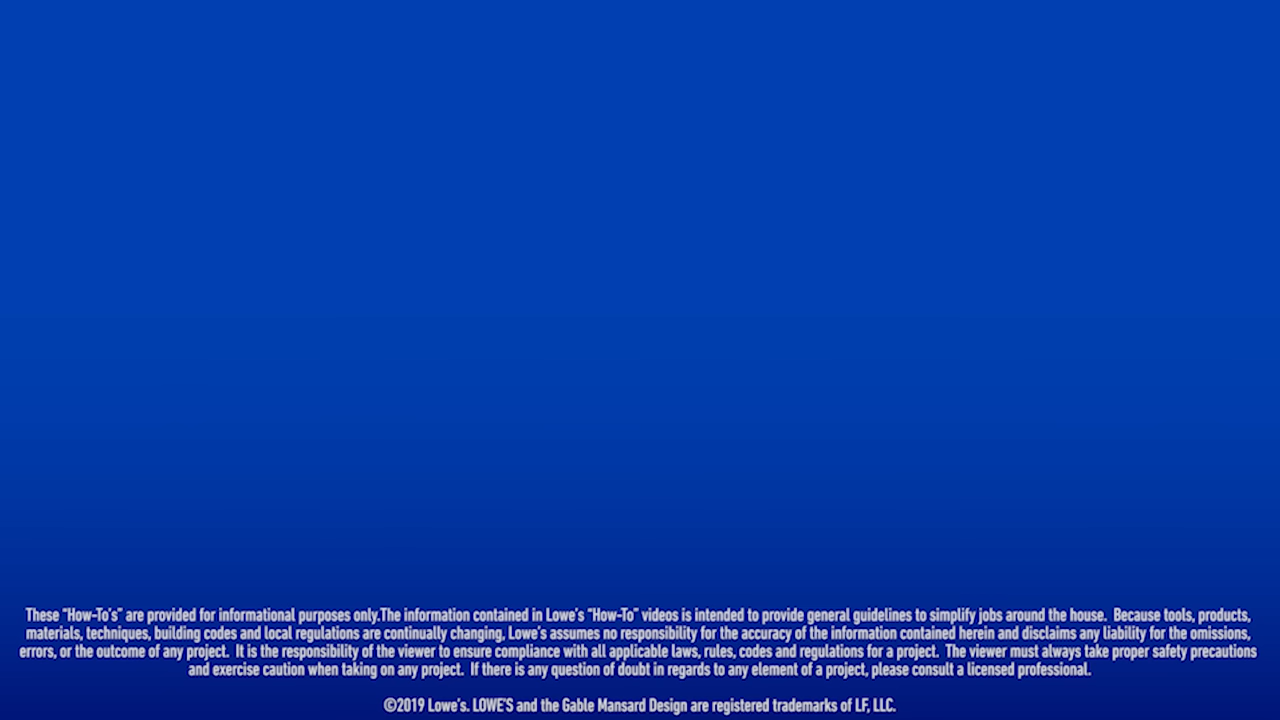 These "How-To's" are provided for informational purposes only.The information contained in Lowe's "How-To" videos is intended to provide general guidelines to simplify jobs around the house.  Because tools, products,
materials, techniques, building codes and local regulations are continually changing, Lowe's assumes no responsibility for the accuracy of the information contained herein and disclaims any liability for the omissions,
errors, or the outcome of any project.  It is the responsibility of the viewer to ensure compliance with all applicable laws, rules, codes and regulations for a project.  The viewer must always take proper safety precautions
and exercise caution when taking on any project.  If there is any question of doubt in regards to any element of a project, please consult a licensed professional.
©2019 Lowe's. LOWE'S and the Gable Mansard Design are registered trademarks of LF, LLC.